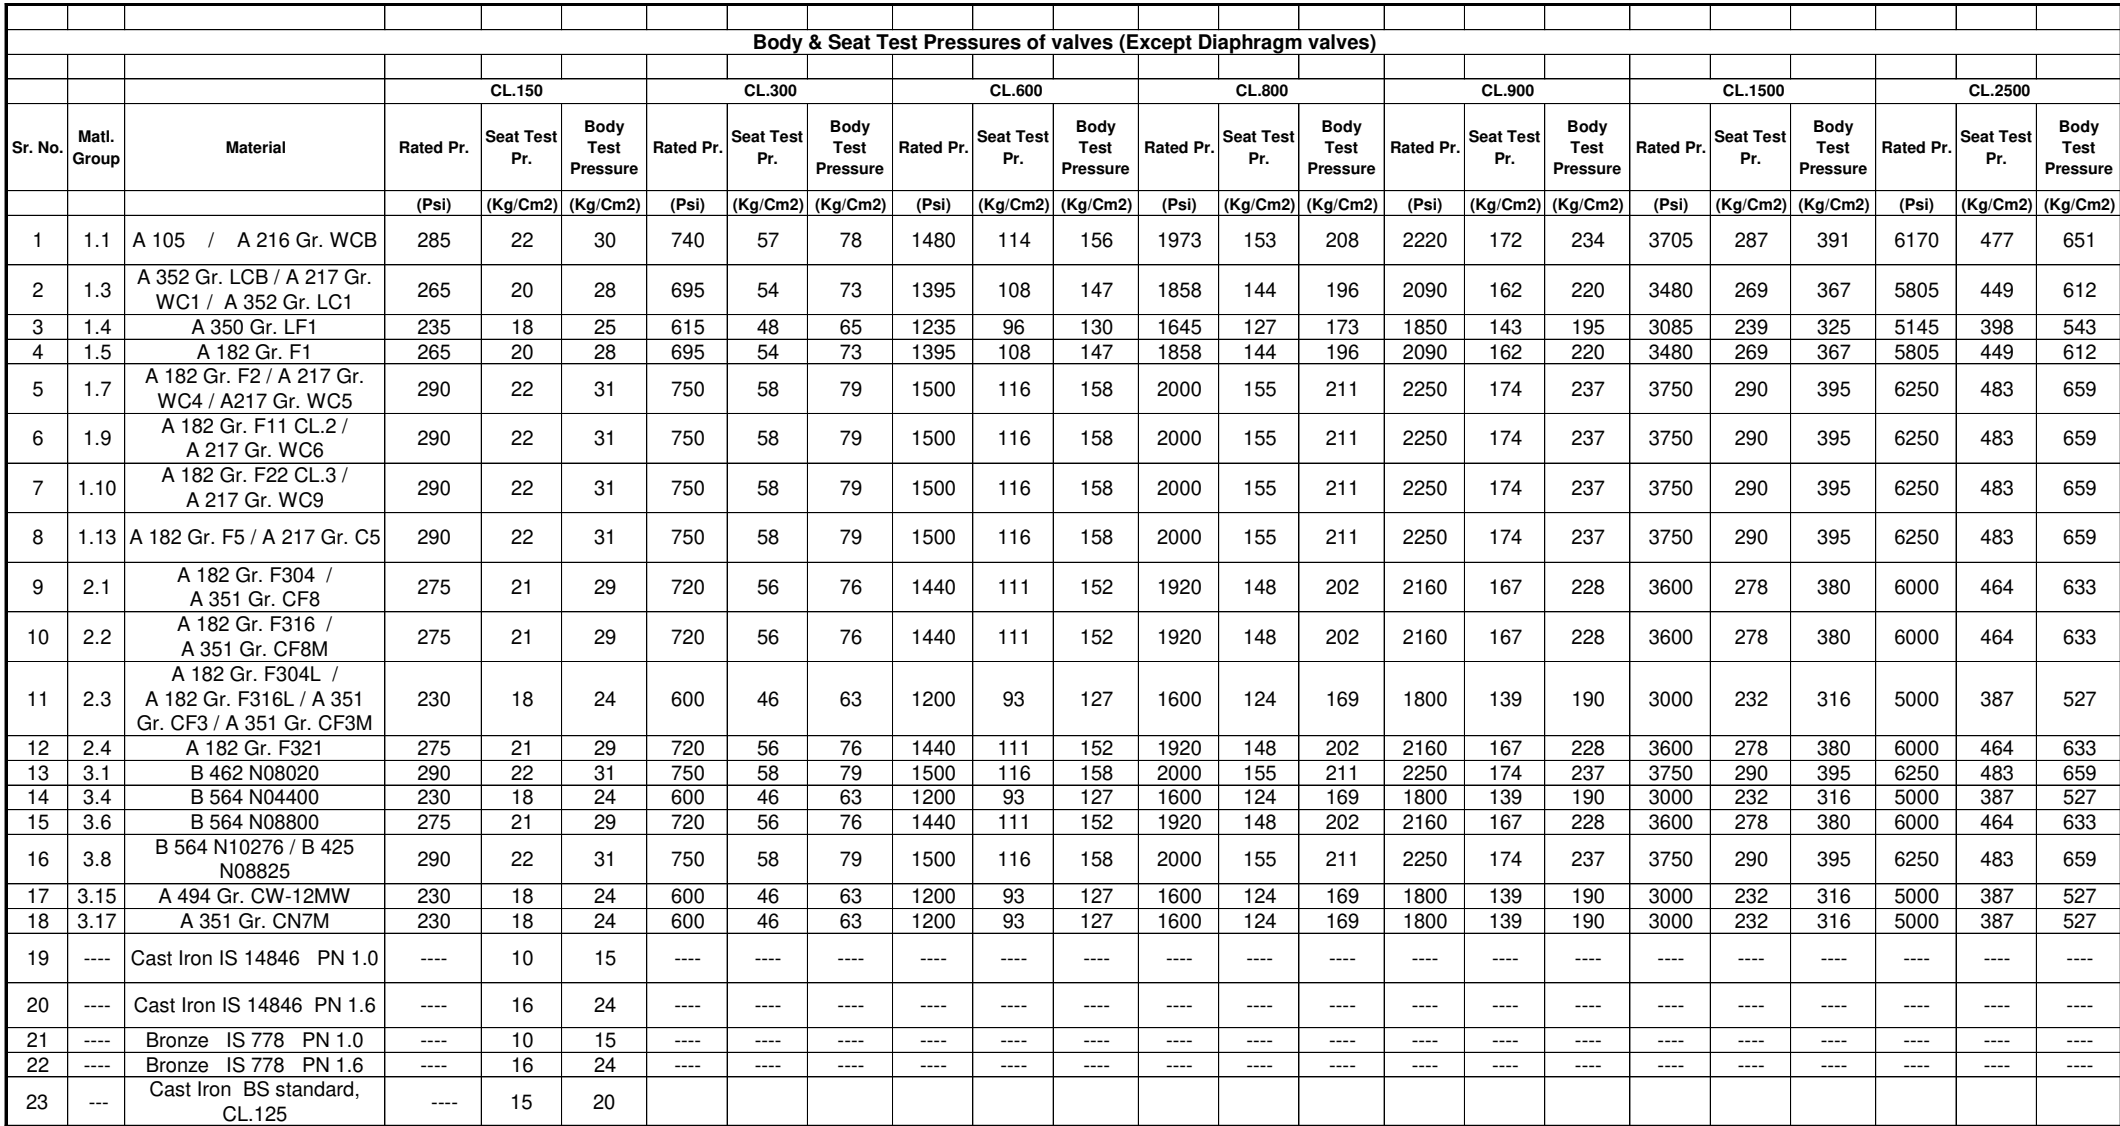 Body & Seat Test Pressures of valves (Except Diaphragm valves)
CL.150 CL.300 CL.600 CL.800 CL.900 CL.1500 CL.2500
Sr. No. Matl. Group Material Rated Pr. Seat Test Pr. Body Test Pressure Rated Pr. Seat Test Pr. Body Test Pressure Rated Pr. Seat Test Pr. Body Test Pressure Rated Pr. Seat Test Pr. Body Test Pressure Rated Pr. Seat Test Pr. Body Test Pressure Rated Pr. Seat Test Pr. Body Test Pressure Rated Pr. Seat Test Pr. Body Test Pressure
(Psi) (Kg/Cm2) (Kg/Cm2) (Psi) (Kg/Cm2) (Kg/Cm2) (Psi) (Kg/Cm2) (Kg/Cm2) (Psi) (Kg/Cm2) (Kg/Cm2) (Psi) (Kg/Cm2) (Kg/Cm2) (Psi) (Kg/Cm2) (Kg/Cm2) (Psi) (Kg/Cm2) (Kg/Cm2)
1 1.1 A 105 / A 216 Gr. WCB 285 22 30 740 57 78 1480 114 156 1973 153 208 2220 172 234 3705 287 391 6170 477 651
2 1.3 A 352 Gr. LCB / A 217 Gr. WC1 / A 352 Gr. LC1 265 20 28 695 54 73 1395 108 147 1858 144 196 2090 162 220 3480 269 367 5805 449 612
3 1.4 A 350 Gr. LF1 235 18 25 615 48 65 1235 96 130 1645 127 173 1850 143 195 3085 239 325 5145 398 543
4 1.5 A 182 Gr. F1 265 20 28 695 54 73 1395 108 147 1858 144 196 2090 162 220 3480 269 367 5805 449 612
5 1.7 A 182 Gr. F2 / A 217 Gr. WC4 / A217 Gr. WC5 290 22 31 750 58 79 1500 116 158 2000 155 211 2250 174 237 3750 290 395 6250 483 659
6 1.9 A 182 Gr. F11 CL.2 / A 217 Gr. WC6 290 22 31 750 58 79 1500 116 158 2000 155 211 2250 174 237 3750 290 395 6250 483 659
7 1.10 A 182 Gr. F22 CL.3 / A 217 Gr. WC9 290 22 31 750 58 79 1500 116 158 2000 155 211 2250 174 237 3750 290 395 6250 483 659
8 1.13 A 182 Gr. F5 / A 217 Gr. C5 290 22 31 750 58 79 1500 116 158 2000 155 211 2250 174 237 3750 290 395 6250 483 659
9 2.1 A 182 Gr. F304 / A 351 Gr. CF8 275 21 29 720 56 76 1440 111 152 1920 148 202 2160 167 228 3600 278 380 6000 464 633
10 2.2 A 182 Gr. F316 / A 351 Gr. CF8M 275 21 29 720 56 76 1440 111 152 1920 148 202 2160 167 228 3600 278 380 6000 464 633
11 2.3 A 182 Gr. F304L / A 182 Gr. F316L / A 351 Gr. CF3 / A 351 Gr. CF3M 230 18 24 600 46 63 1200 93 127 1600 124 169 1800 139 190 3000 232 316 5000 387 527
12 2.4 A 182 Gr. F321 275 21 29 720 56 76 1440 111 152 1920 148 202 2160 167 228 3600 278 380 6000 464 633
13 3.1 B 462 N08020 290 22 31 750 58 79 1500 116 158 2000 155 211 2250 174 237 3750 290 395 6250 483 659
14 3.4 B 564 N04400 230 18 24 600 46 63 1200 93 127 1600 124 169 1800 139 190 3000 232 316 5000 387 527
15 3.6 B 564 N08800 275 21 29 720 56 76 1440 111 152 1920 148 202 2160 167 228 3600 278 380 6000 464 633
16 3.8 B 564 N10276 / B 425 N08825 290 22 31 750 58 79 1500 116 158 2000 155 211 2250 174 237 3750 290 395 6250 483 659
17 3.15 A 494 Gr. CW-12MW 230 18 24 600 46 63 1200 93 127 1600 124 169 1800 139 190 3000 232 316 5000 387 527
18 3.17 A 351 Gr. CN7M 230 18 24 600 46 63 1200 93 127 1600 124 169 1800 139 190 3000 232 316 5000 387 527
19 ---- Cast Iron IS 14846 PN 1.0 ---- 10 15 ---- ---- ---- ---- ---- ---- ---- ---- ---- ---- ---- ---- ---- ---- ---- ---- ---- ----
20 ---- Cast Iron IS 14846 PN 1.6 ---- 16 24 ---- ---- ---- ---- ---- ---- ---- ---- ---- ---- ---- ---- ---- ---- ---- ---- ---- ----
21 ---- Bronze IS 778 PN 1.0 ---- 10 15 ---- ---- ---- ---- ---- ---- ---- ---- ---- ---- ---- ---- ---- ---- ---- ---- ---- ----
22 ---- Bronze IS 778 PN 1.6 ---- 16 24 ---- ---- ---- ---- ---- ---- ---- ---- ---- ---- ---- ---- ---- ---- ---- ---- ---- ----
23 --- Cast Iron BS standard, CL.125 ---- 15 20